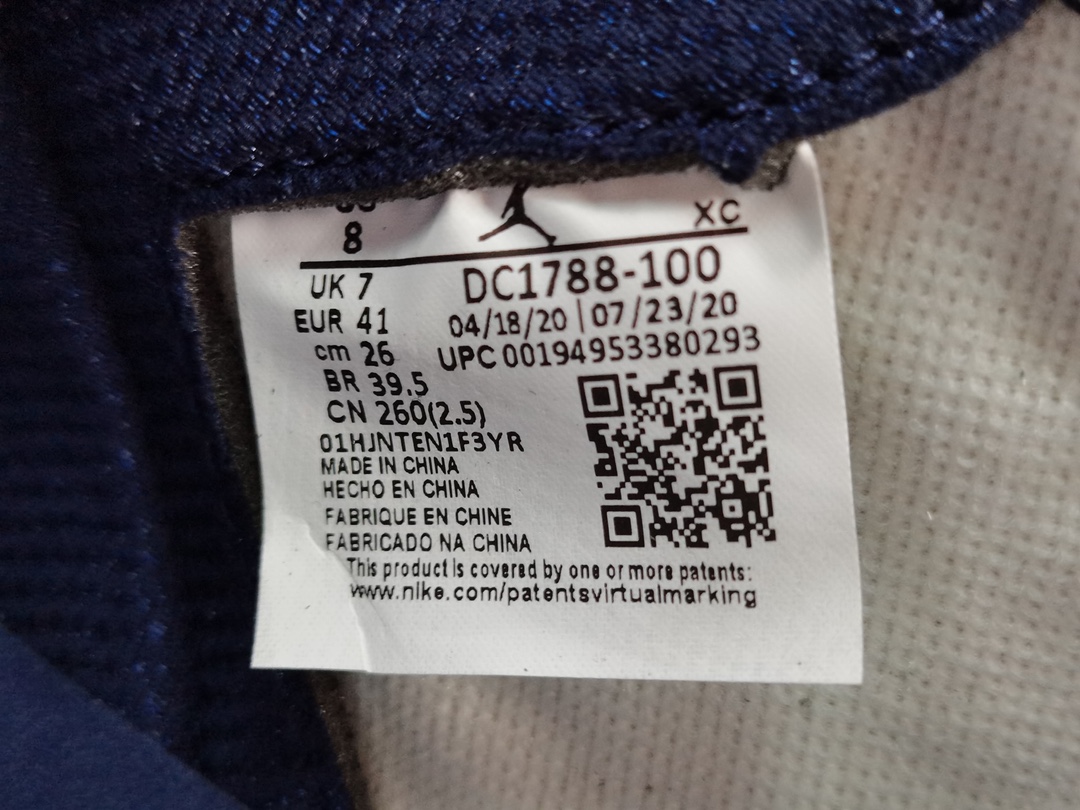 XC
8
UK 7
DC1788-100
EUR 41
04/18/20 | 07/23/20
cm 26
UPC 00194953380293
BR 39.5
CN 260(2.5)
01HJNTEN1F3YR
MADE IN CHINA
HECHO EN CHINA
FABRIQUE EN CHINE
FABRICADO NA CHINA
This product is covered by one or more patents:
www.nike.com/patentsvirtualmarking